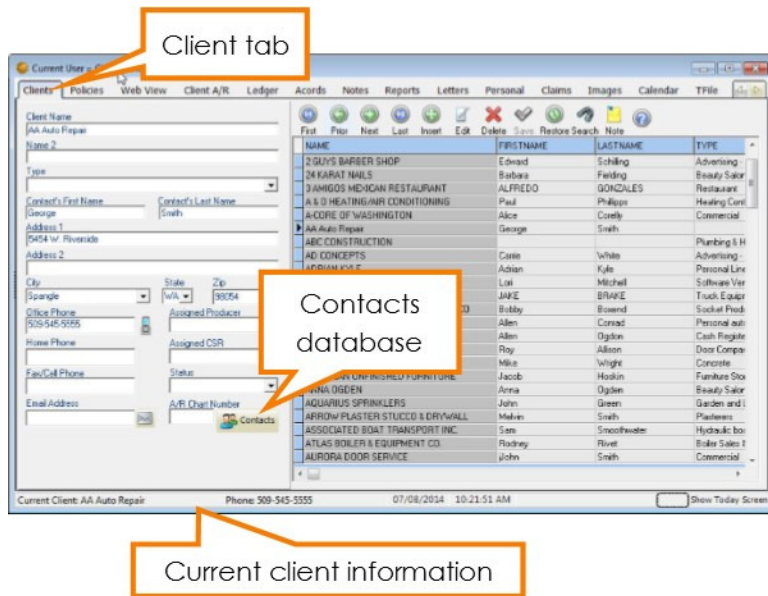 Client tab
Current User =
Clients Policies Web View Client A/R Ledger Acords Notes Reports Letters Personal Claims Images Calendar TFile
First Prior Next Last Insert Edit Delete Save Restore Search Note
Client Name
AA Auto Repair
Name 2
Type
Contact's First Name Contact's Last Name
George Smith
Address 1
5454 W. Riverside
Address 2
City State Zip
Spangle WA 98054
Office Phone Assigned Producer
509-545-5555
Home Phone Assigned CSR
Fax/Cell Phone Status
Email Address A/R Chart Number
Contacts
NAME FIRSTNAME LASTNAME TYPE
2 GUYS BARBER SHOP Edward Schilling Advertising -
24 KARAT NAILS Barbara Fielding Beauty Salor
3 AMIGOS MEXICAN RESTAURANT ALFREDO GONZALES Restaurant
A & D HEATING/AIR CONDITIONING Paul Philipps Heating Cont
A-CORE OF WASHINGTON Alice Corelly Commercial
AA Auto Repair George Smith
ABC CONSTRUCTION Plumbing & H
AD CONCEPTS Carrie White Advertising -
ADRIAN KYLE Adrian Kyle Personal Line
Lori Mitchell Software Ver
JAKE BRAKE Truck Equipr
CO Bobby Boxend Socket Prod
Allen Conrad Personal auto
Allen Ogden Cash Registe
Ray Allison Door Compa
Mike Wright Concrete
UNFINISHED FURNITURE Jacob Hoskin Furniture Sto
ANNA OGDEN Anna Ogden Beauty Salor
AQUARIUS SPRINKLERS John Green Garden and L
ARROW PLASTER STUCCO & DRYWALL Melvin Smith Plasterers
ASSOCIATED BOAT TRANSPORT INC. Sam Smoothwater Hydraulic bo
ATLAS BOILER & EQUIPMENT CO. Rodney Rivet Boiler Sales &
AURORA DOOR SERVICE John Smith Commercial
Contacts
database
Current Client: AA Auto Repair Phone: 509-545-5555 07/08/2014 10:21:51 AM Show Today Screen
Current client information